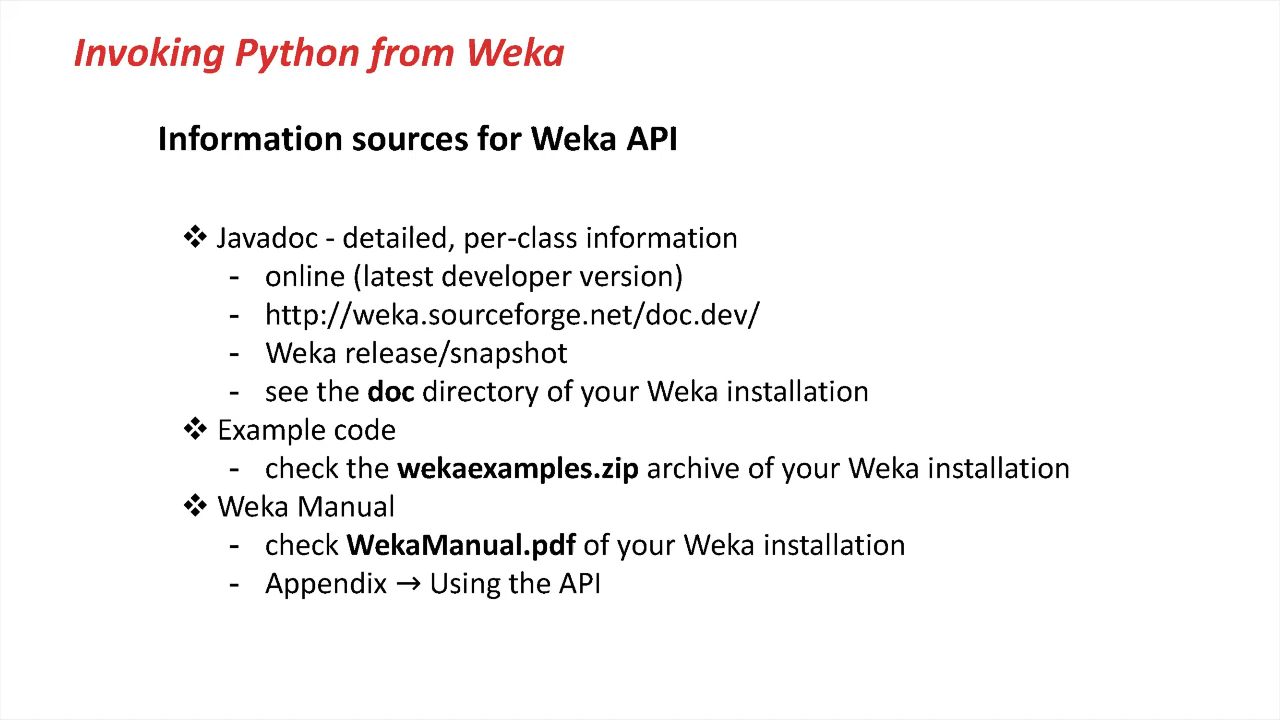 Invoking Python from Weka
Information sources for Weka API
❖ Javadoc - detailed, per-class information
- online (latest developer version)
- http://weka.sourceforge.net/doc.dev/
- Weka release/snapshot
- see the doc directory of your Weka installation
❖ Example code
- check the wekaexamples.zip archive of your Weka installation
❖ Weka Manual
- check WekaManual.pdf of your Weka installation
- Appendix → Using the API